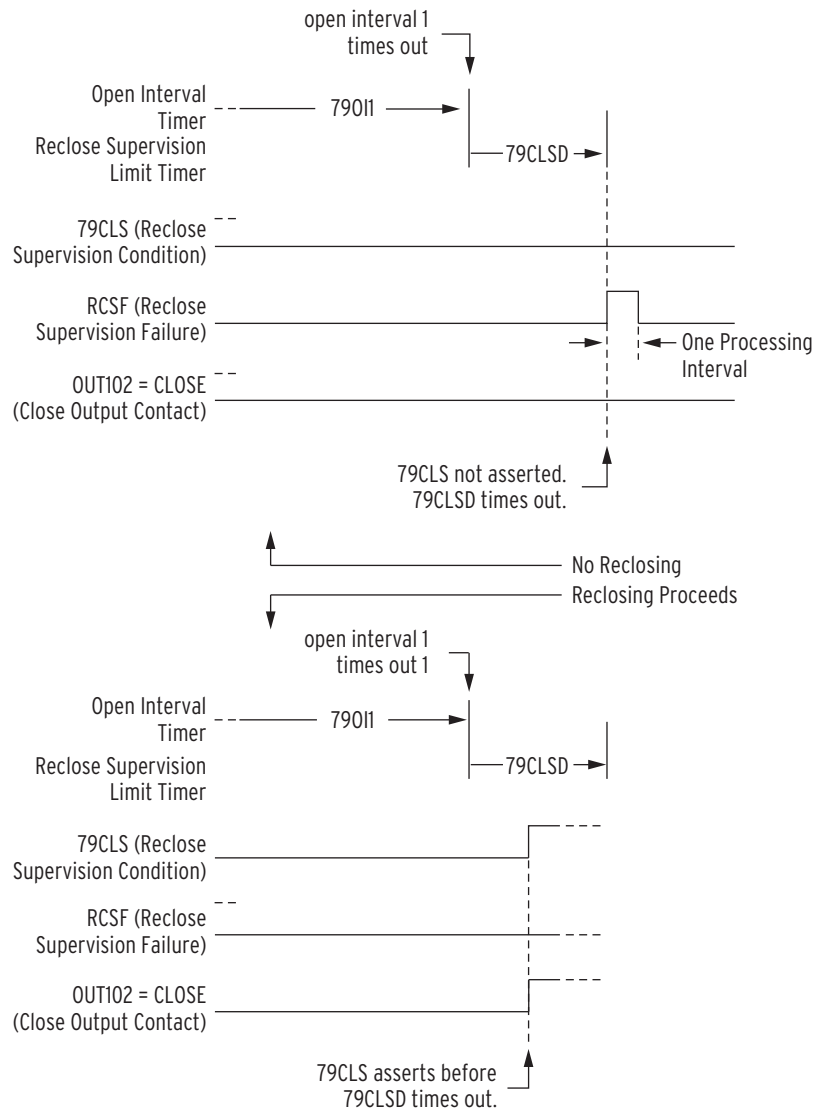 open interval 1
times out
Open Interval
Timer
79OI1
Reclose Supervision
Limit Timer
79CLSD
79CLS (Reclose
Supervision Condition)
RCSF (Reclose
Supervision Failure)
One Processing
Interval
OUT102 = CLOSE
(Close Output Contact)
79CLS not asserted.
79CLSD times out.
No Reclosing
Reclosing Proceeds
open interval 1
times out 1
Open Interval
Timer
79OI1
Reclose Supervision
Limit Timer
79CLSD
79CLS (Reclose
Supervision Condition)
RCSF (Reclose
Supervision Failure)
OUT102 = CLOSE
(Close Output Contact)
79CLS asserts before
79CLSD times out.